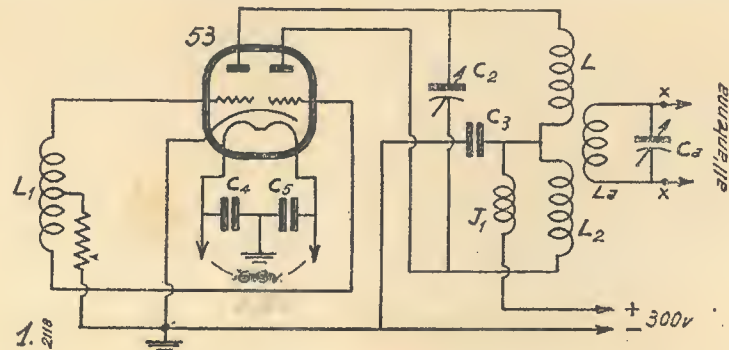 53
C2
L
x
C3
Ca
L1
C4
C5
La
x
all'antenna
J1
L2
+
- 300v
1. 2118